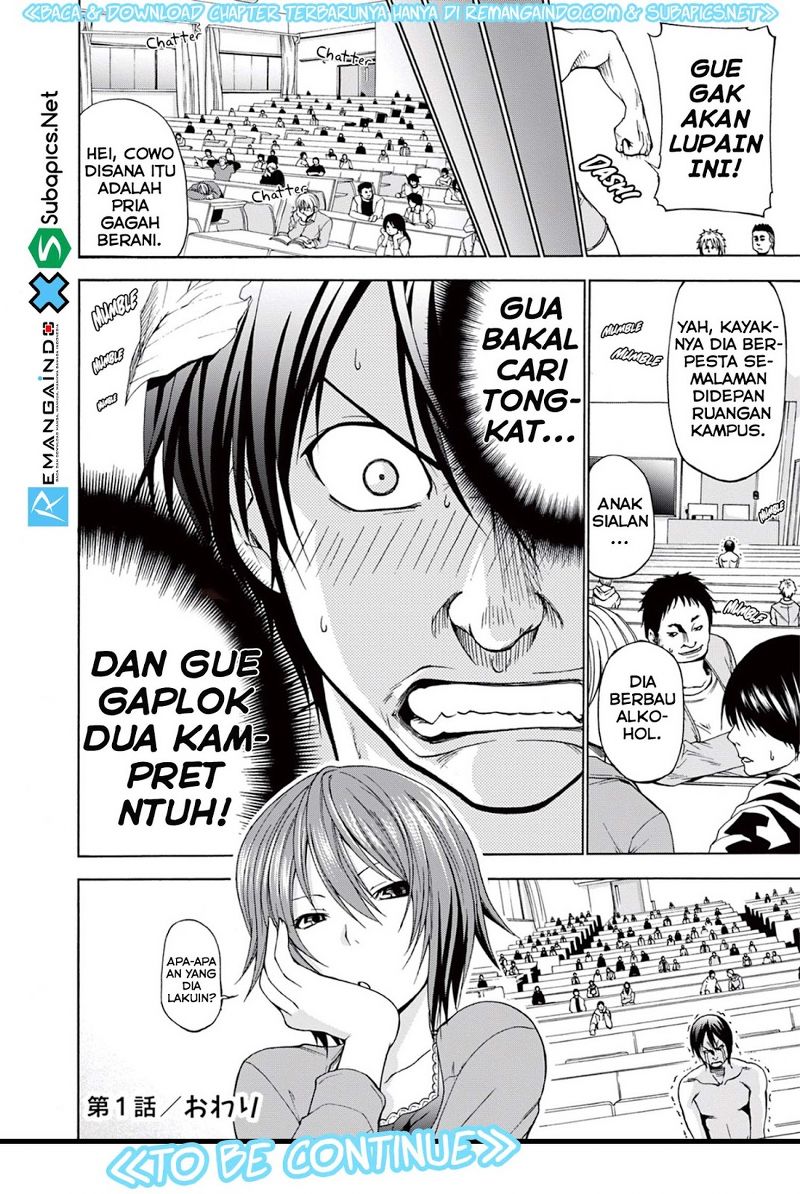 «BACA & DOWNLOAD CHAPTER TERBARUNYA HANYA DI REMANGAINDO.COM & SUBAPICS.NET»
GUE
GAK
AKAN
LUPAIN
INI!
DASH!
Chatter
Chatter
Chatter
HEI, COWO
DISANA ITU
ADALAH
PRIA
GAGAH
BERANI.
Subapics.Net
REMANGAINDO
YAH, KAYAK-
NYA DIA BER-
PESTA SE-
MALAMAN
DIDEPAN
RUANGAN
KAMPUS.
MUMBLE
MUMBLE
ANAK
SIALAN
...
MUMBLE
MUMBLE
DIA
BERBAU
ALKO-
HOL.
GUA
BAKAL
CARI
TONG-
KAT...
MUMBLE
MUMBLE
MUMBLE
DAN GUE
GAPLOK
DUA KAM-
PRET
NTUH!
APA-APA
AN YANG
DIA
LAKUIN?
第1話／おわり
«TO BE CONTINUE»